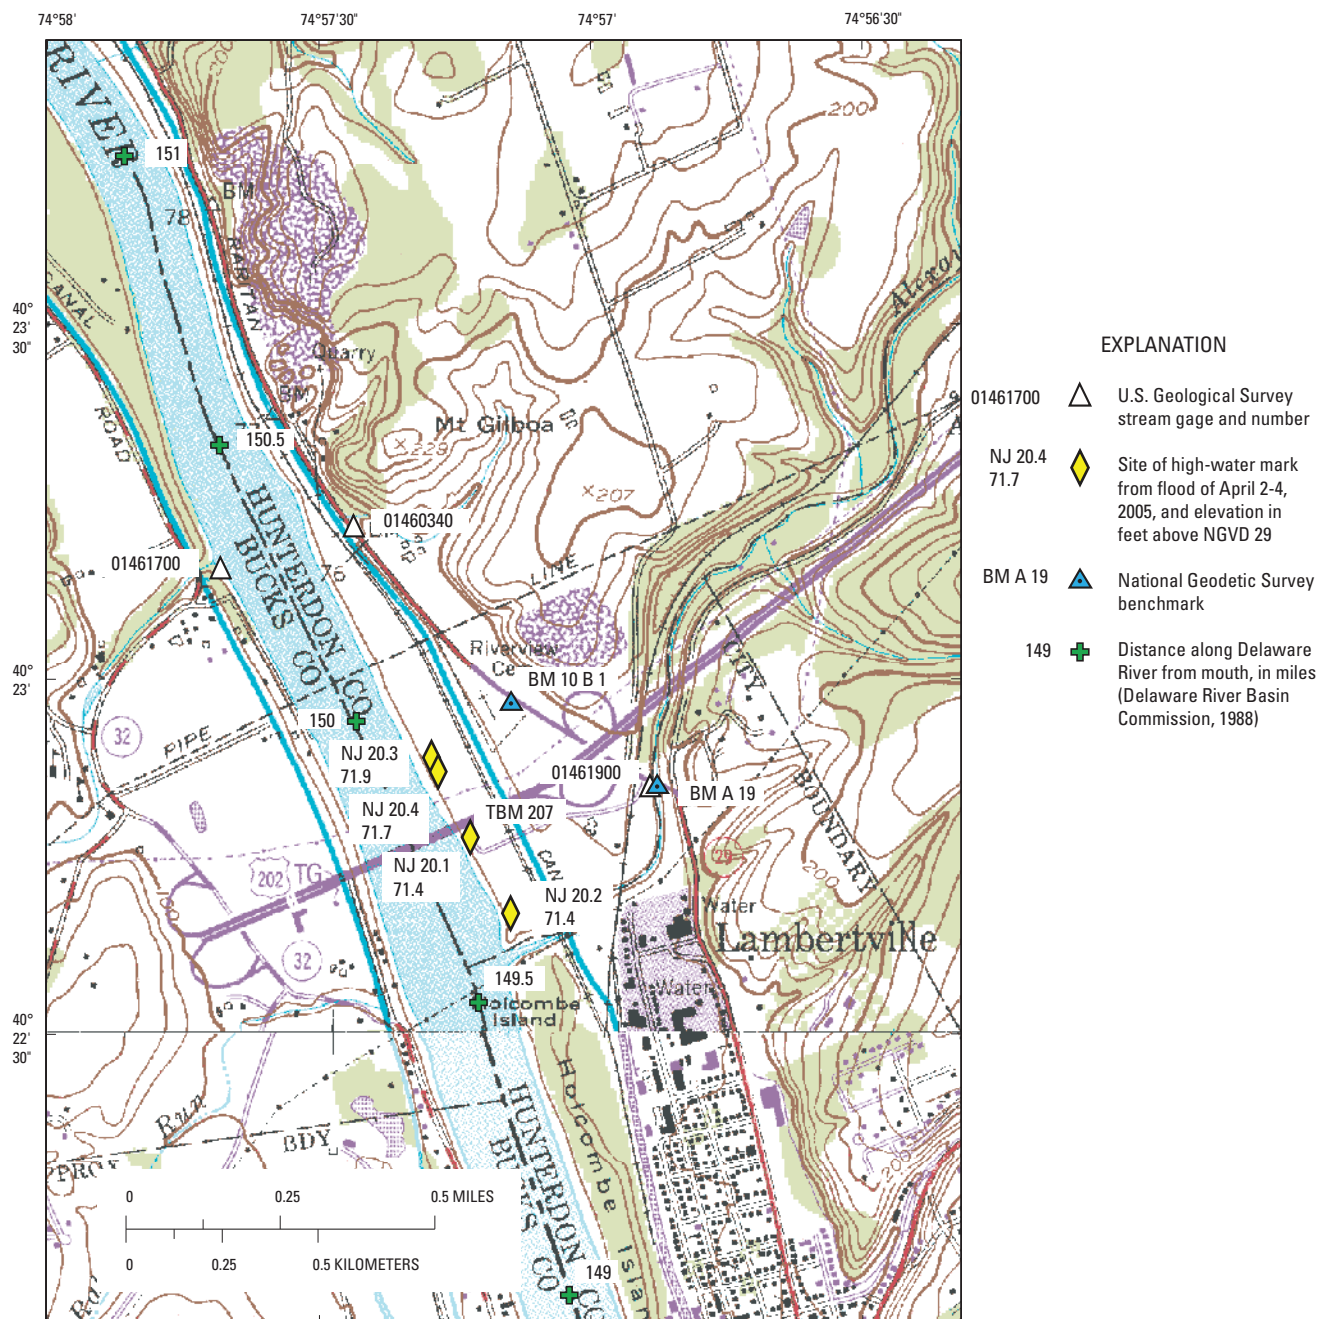 74°58'
74°57'30"
74°57'
74°56'30"
RIVER
151
BM
78
200
RARITAN
CANAL
40°
23'
30"
Quarry
BM
ROAD
150.5
Mt Gilboa
×229
×207
HUNTERDON CO
BUCKS CO
01460340
01461700
76
LINE
Riverview
Ce
BM 10 B 1
40°
23'
CITY
BOUNDARY
32
PIPE
150
NJ 20.3
71.9
01461900
BM A 19
NJ 20.4
71.7
TBM 207
NJ 20.1
71.4
CAN
29
200
202
TG
100
NJ 20.2
71.4
Water
Lambertville
32
149.5
Water
Holcombe
Island
40°
22'
30"
Run
BDY
Holcombe Islan
HUNTERDON CO
BUCKS CO
200
149
0
0.25
0.5 MILES
0
0.25
0.5 KILOMETERS
EXPLANATION
01461700
U.S. Geological Survey
stream gage and number
NJ 20.4
71.7
Site of high-water mark
from flood of April 2-4,
2005, and elevation in
feet above NGVD 29
BM A 19
National Geodetic Survey
benchmark
149
Distance along Delaware
River from mouth, in miles
(Delaware River Basin
Commission, 1988)